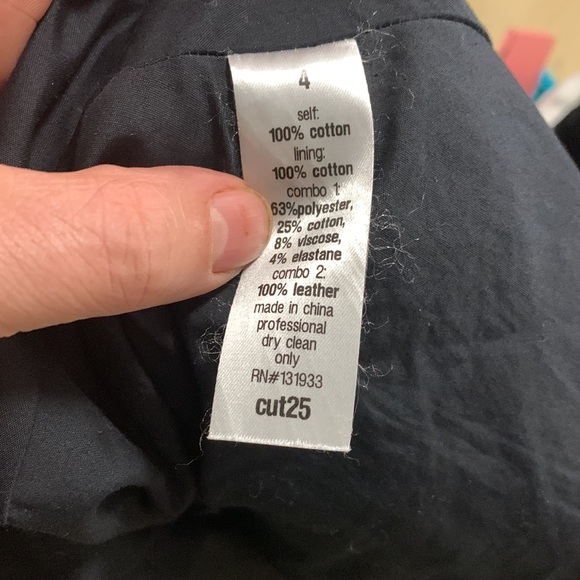 4
self:
100% cotton
lining:
100% cotton
combo 1:
63%polyester,
25% cotton,
8% viscose,
4% elastane
combo 2:
100% leather
made in china
professional
dry clean
only
RN#131933
cut25